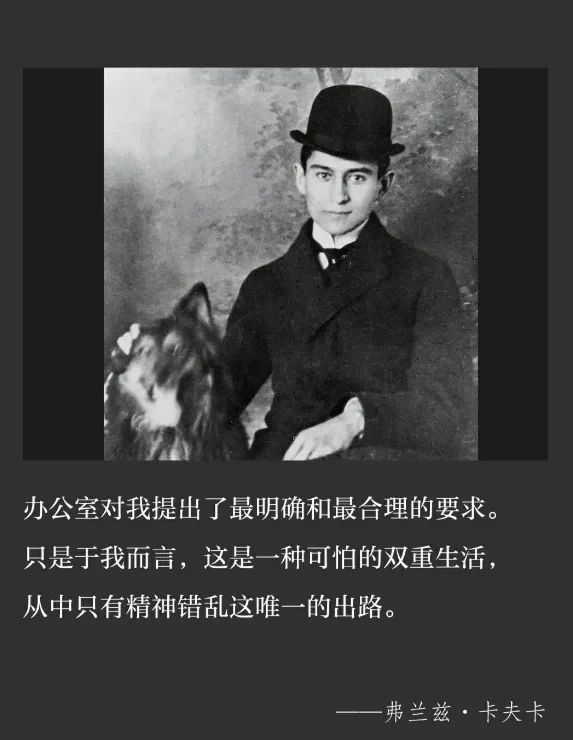 办公室对我提出了最明确和最合理的要求。
只是于我而言，这是一种可怕的双重生活，
从中只有精神错乱这唯一的出路。
——弗兰兹·卡夫卡